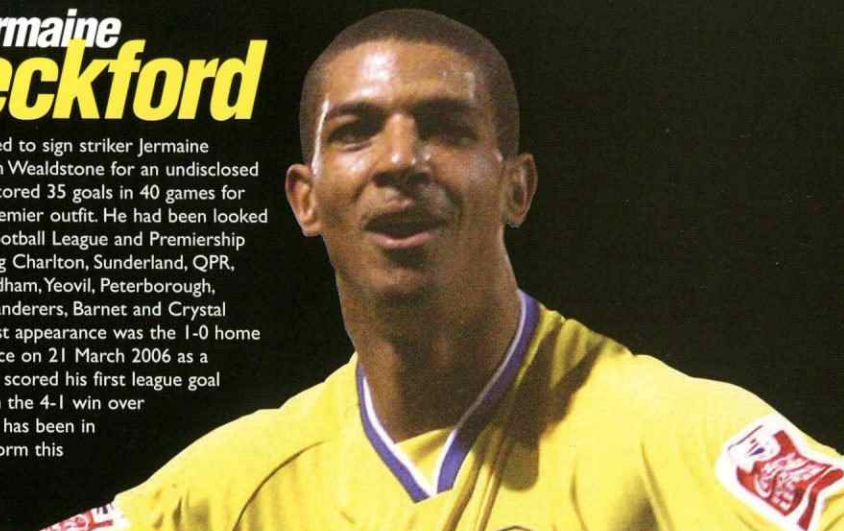 rmaine
eckford
ed to sign striker Jermaine
n Wealdstone for an undisclosed
cored 35 goals in 40 games for
emier outfit. He had been looked
ootball League and Premiership
g Charlton, Sunderland, QPR,
dham, Yeovil, Peterborough,
anderers, Barnet and Crystal
st appearance was the 1-0 home
ce on 21 March 2006 as a
scored his first league goal
n the 4-1 win over
has been in
orm this